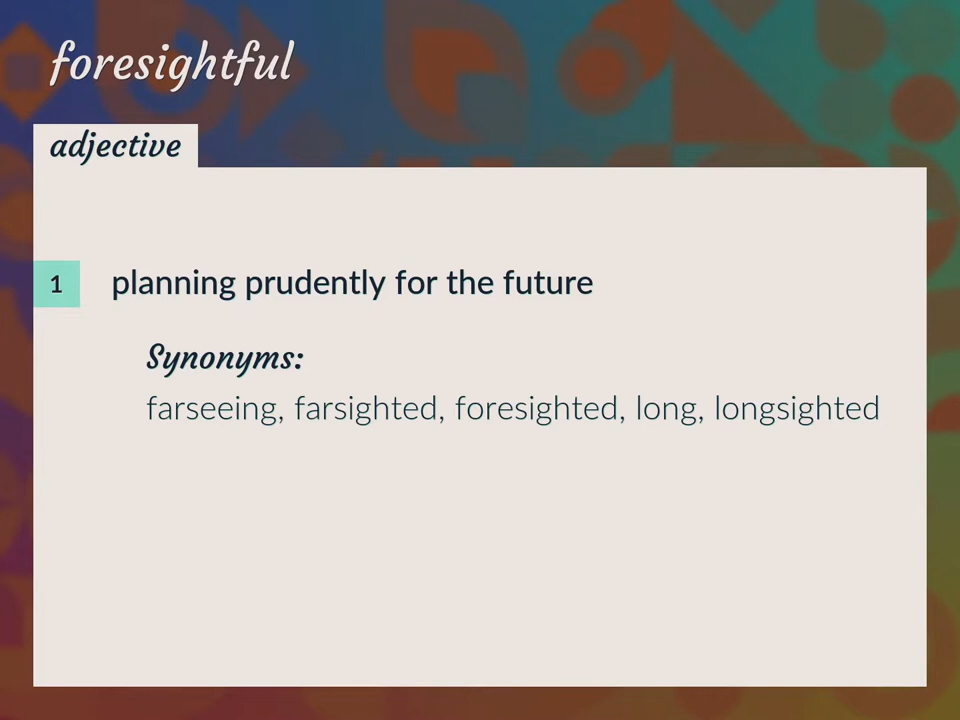 foresightful
adjective
1 planning prudently for the future
Synonyms:
farseeing, farsighted, foresighted, long, longsighted